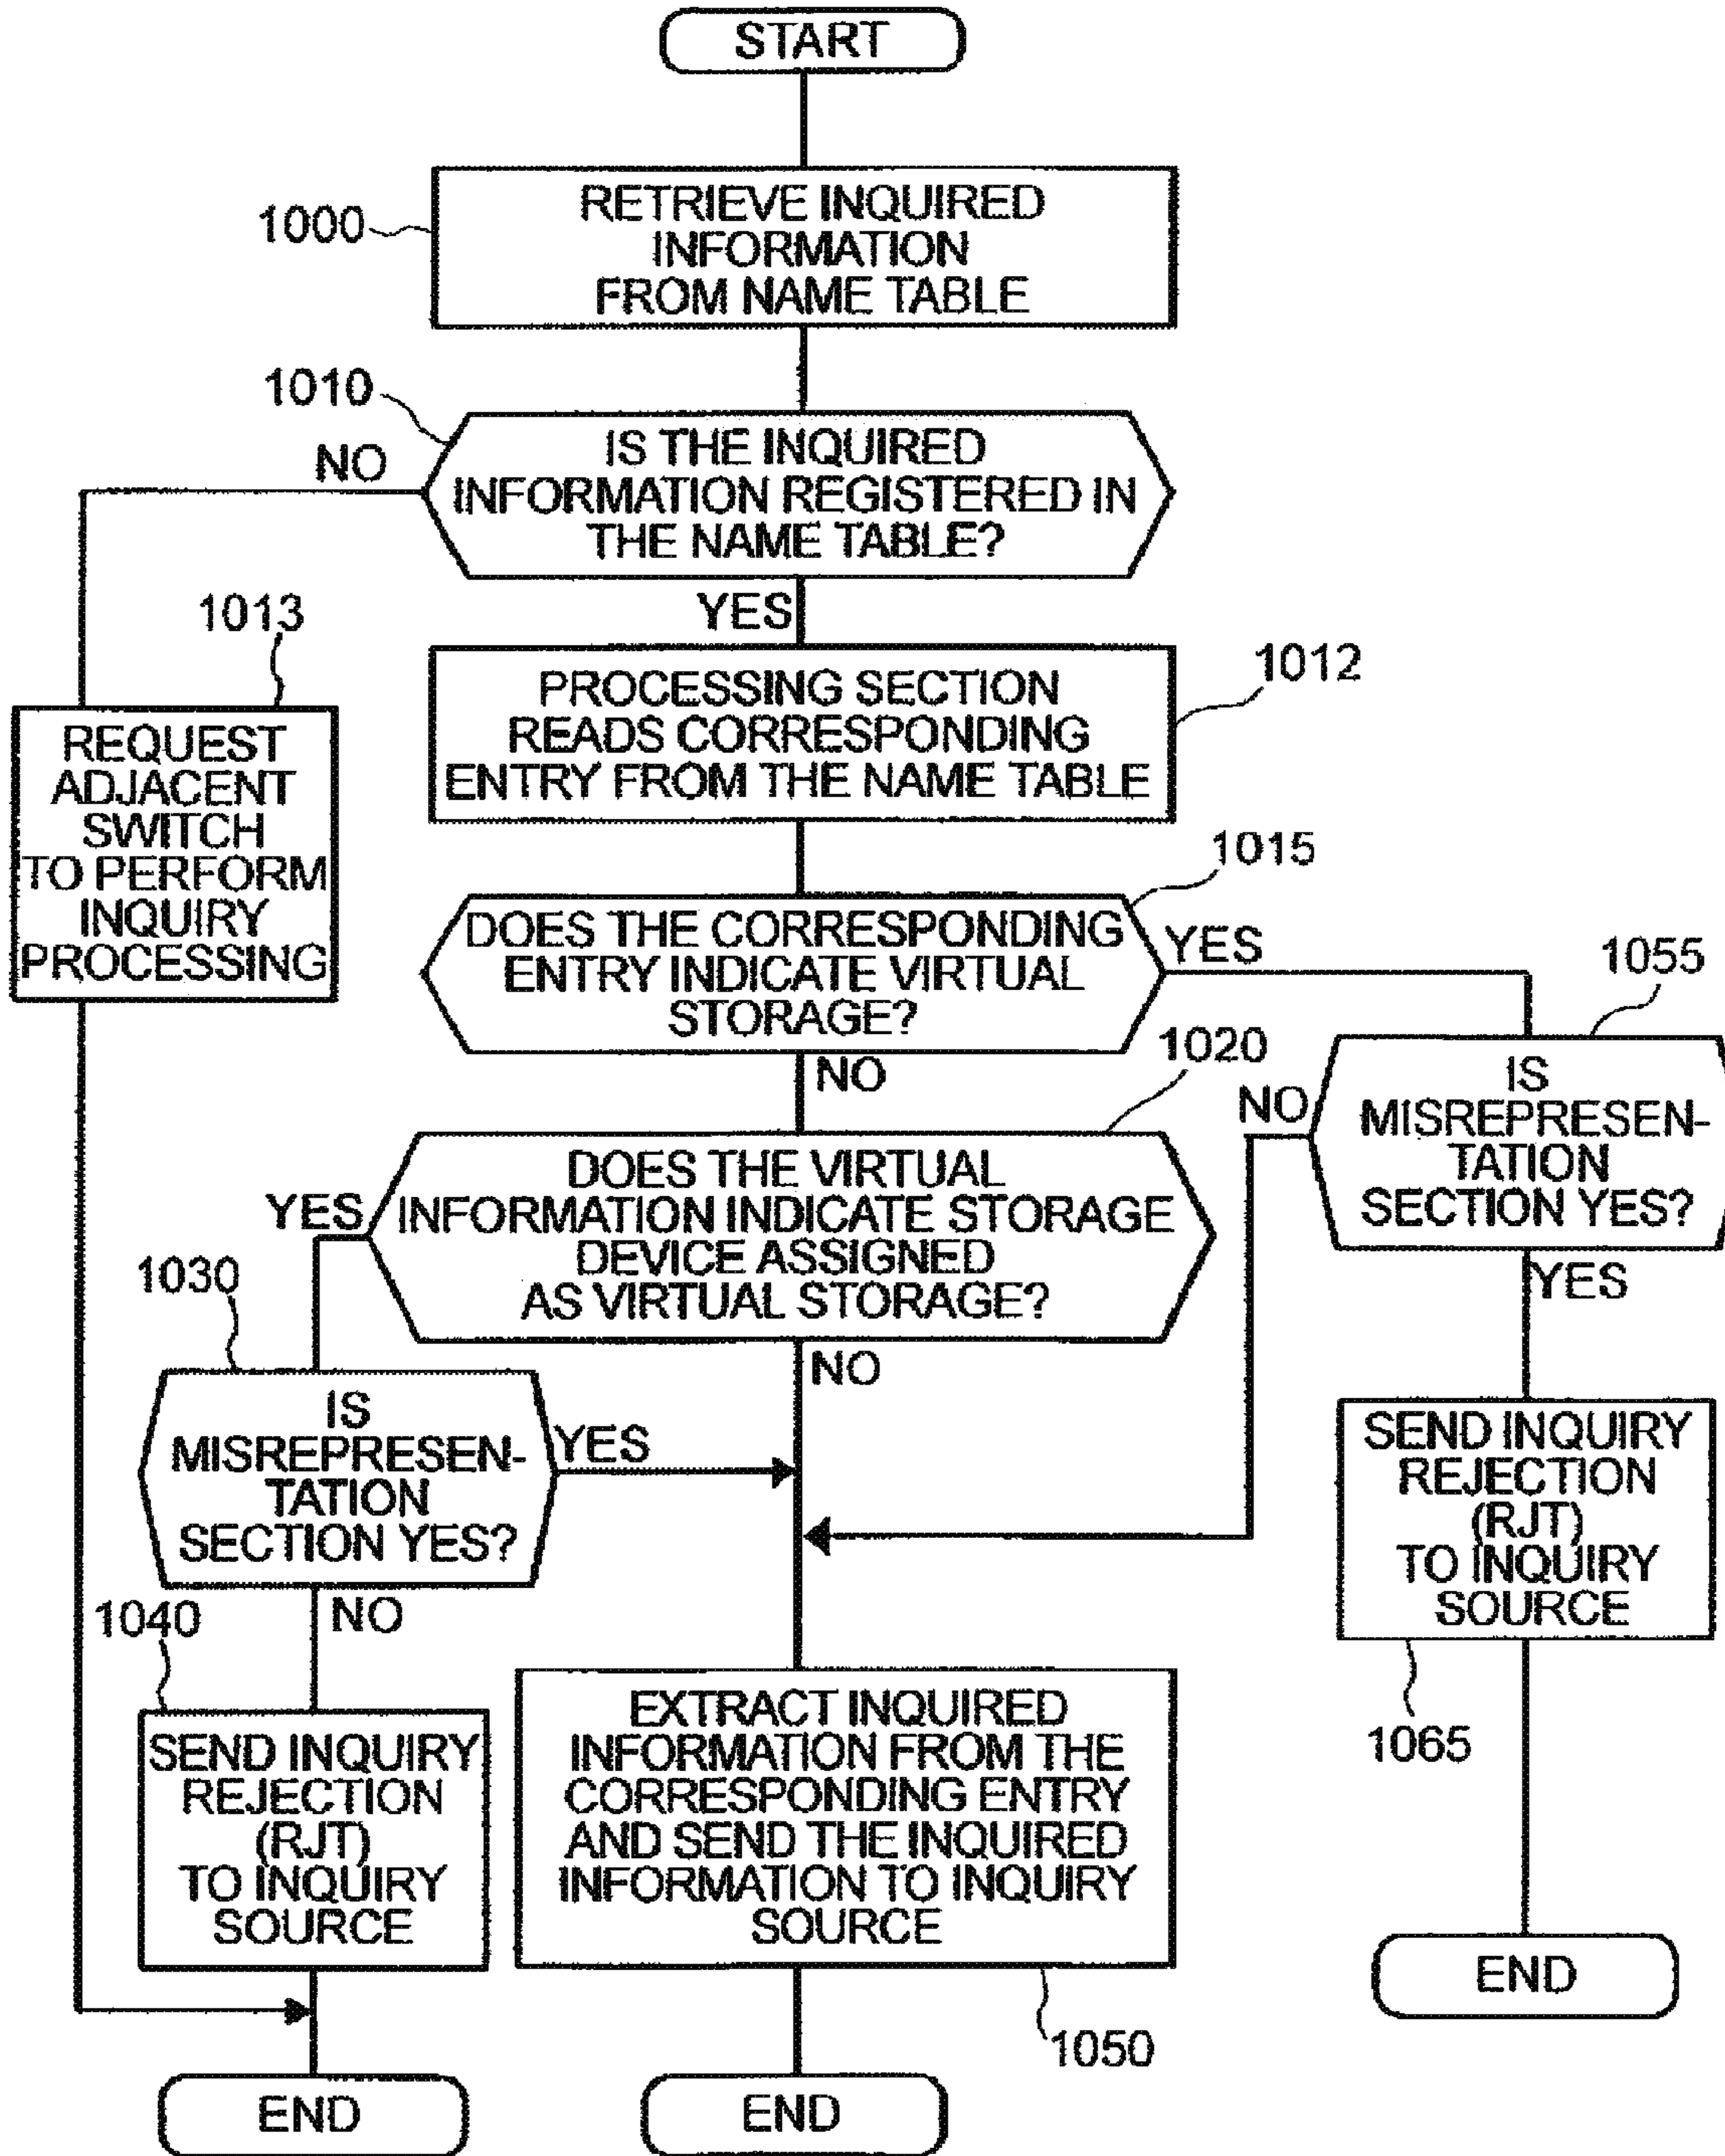 START
1000
RETRIEVE INQUIRED
INFORMATION
FROM NAME TABLE
1010
NO
IS THE INQUIRED
INFORMATION REGISTERED IN
THE NAME TABLE?
YES
1013
REQUEST
ADJACENT
SWITCH
TO PERFORM
INQUIRY
PROCESSING
1012
PROCESSING SECTION
READS CORRESPONDING
ENTRY FROM THE NAME TABLE
1015
DOES THE CORRESPONDING
ENTRY INDICATE VIRTUAL
STORAGE?
YES
NO
1055
IS
MISREPRESEN-
TATION
SECTION YES?
NO
YES
1020
DOES THE VIRTUAL
INFORMATION INDICATE STORAGE
DEVICE ASSIGNED
AS VIRTUAL STORAGE?
YES
NO
1030
IS
MISREPRESEN-
TATION
SECTION YES?
YES
NO
SEND INQUIRY
REJECTION
(RJT)
TO INQUIRY
SOURCE
1065
END
1040
SEND INQUIRY
REJECTION
(RJT)
TO INQUIRY
SOURCE
END
EXTRACT INQUIRED
INFORMATION FROM THE
CORRESPONDING ENTRY
AND SEND THE INQUIRED
INFORMATION TO INQUIRY
SOURCE
1050
END